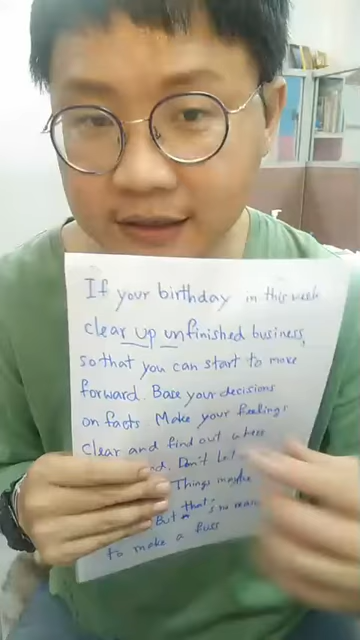 If your birthday in this week
clear up unfinished business,
so that you can start to move
forward. Base your decisions
on facts. Make your feelings
clear and find out where
Don't let
Things maybe
But that's no reason
to make a fuss